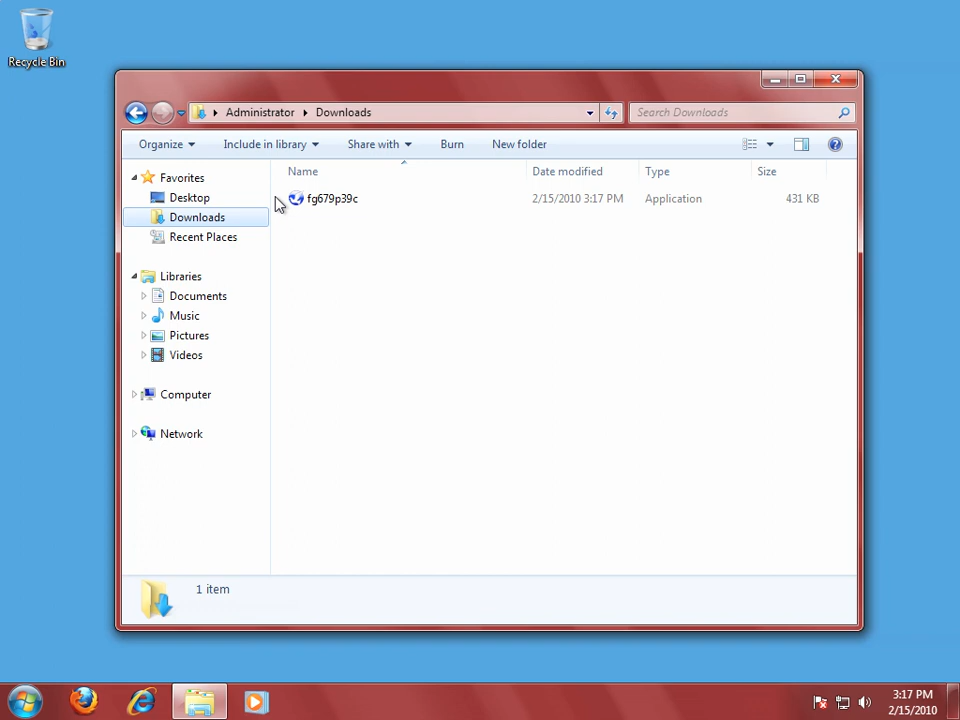 Recycle Bin
Administrator Downloads
Search Downloads
Organize Include in library Share with Burn New folder
Name Date modified Type Size
fg679p39c 2/15/2010 3:17 PM Application 431 KB
Favorites
Desktop
Downloads
Recent Places
Libraries
Documents
Music
Pictures
Videos
Computer
Network
1 item
3:17 PM
2/15/2010